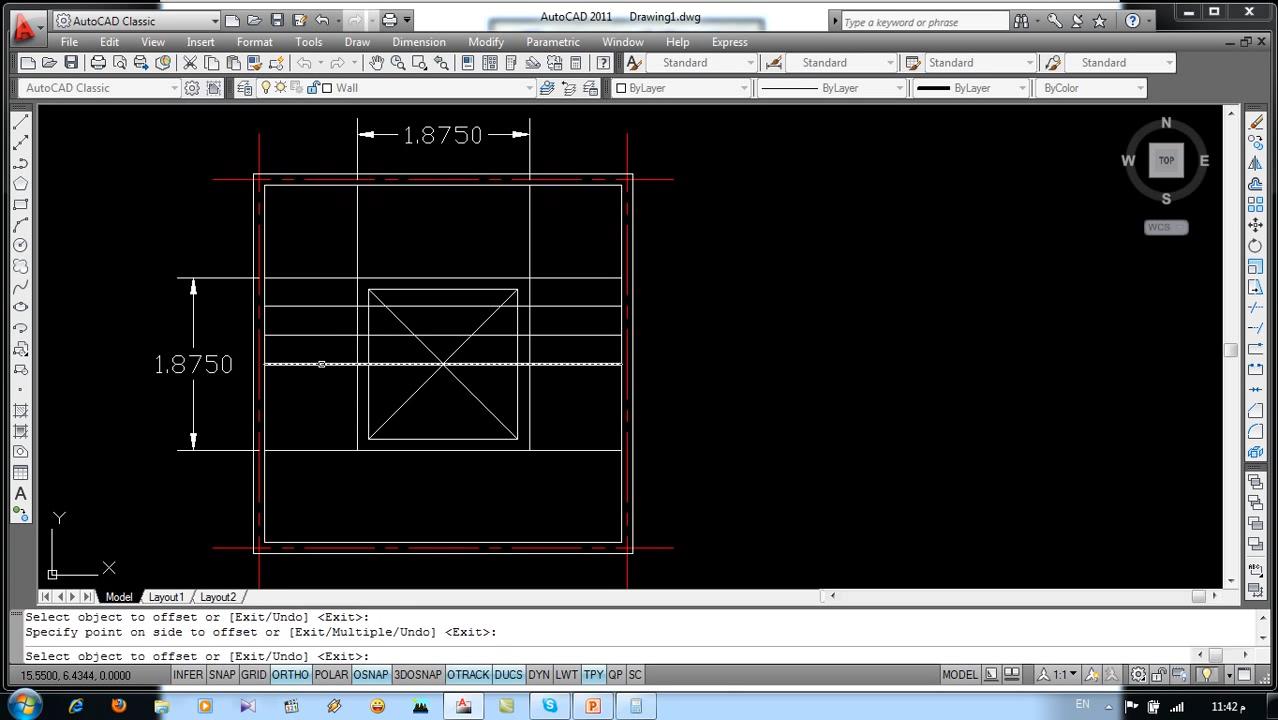 AutoCAD Classic
AutoCAD 2011 Drawing1.dwg
Type a keyword or phrase
File Edit View Insert Format Tools Draw Dimension Modify Parametric Window Help Express
Standard Standard Standard Standard
AutoCAD Classic Wall ByLayer ByLayer ByLayer ByColor
1.8750
N
W TOP E
S
WCS
1.8750
Y
X
Model Layout1 Layout2
Select object to offset or [Exit/Undo] <Exit>:
Specify point on side to offset or [Exit/Multiple/Undo] <Exit>:
Select object to offset or [Exit/Undo] <Exit>:
15.5500, 6.4344, 0.0000 INFER SNAP GRID ORTHO POLAR OSNAP 3DOSNAP OTRACK DUCS DYN LWT TPY QP SC MODEL 1:1
EN 11:42 م